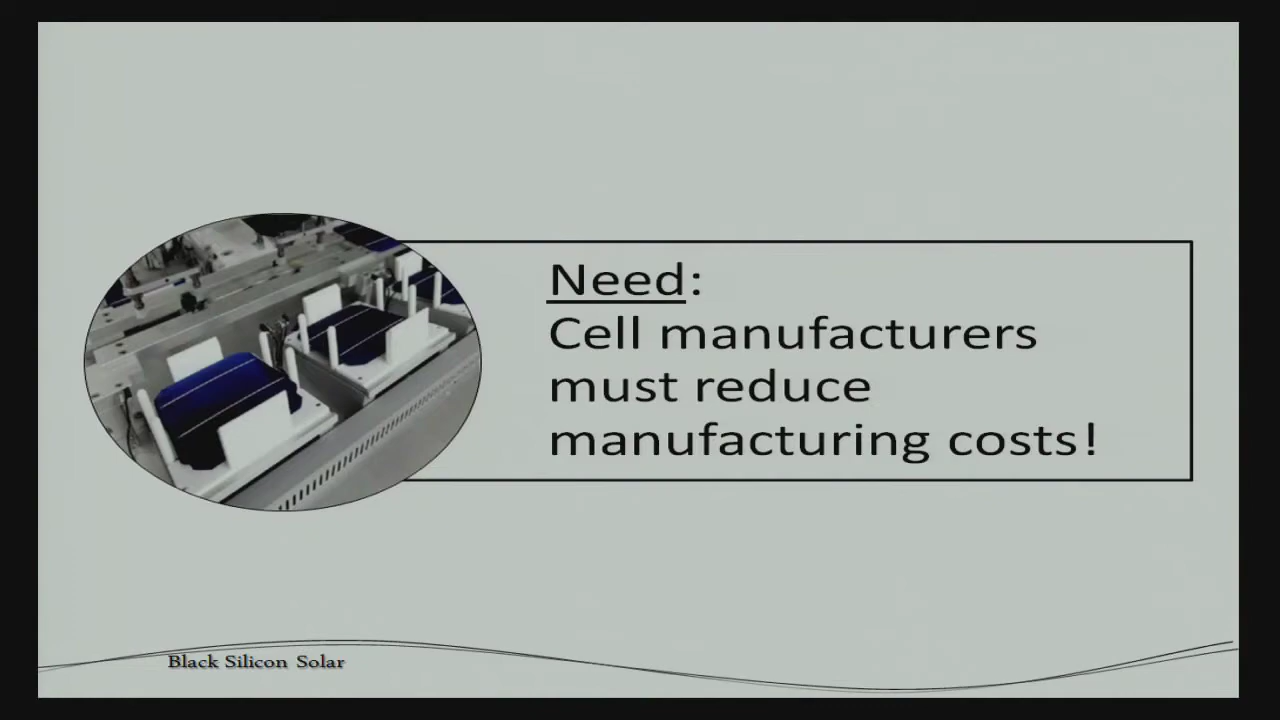 Need:
Cell manufacturers
must reduce
manufacturing costs!
Black Silicon Solar